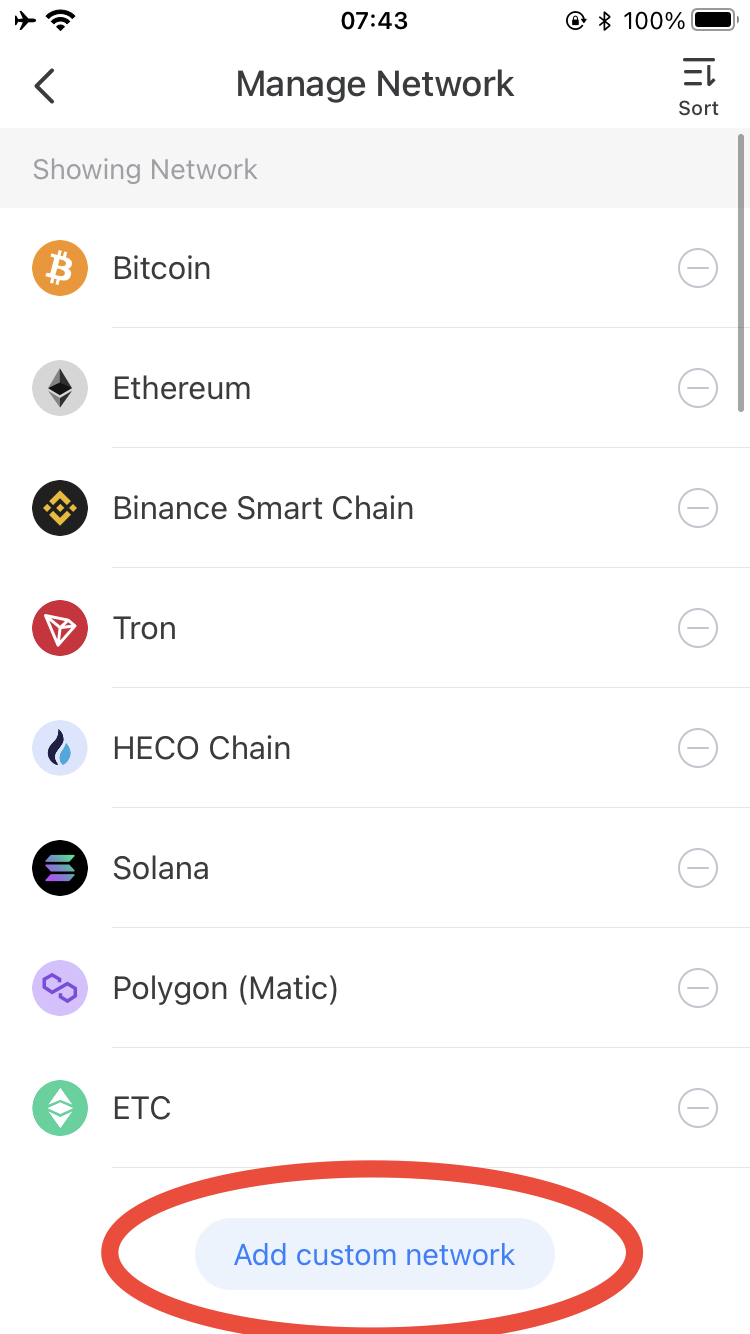 07:43
100%
Manage Network
Sort
Showing Network
Bitcoin
Ethereum
Binance Smart Chain
Tron
HECO Chain
Solana
Polygon (Matic)
ETC
Add custom network